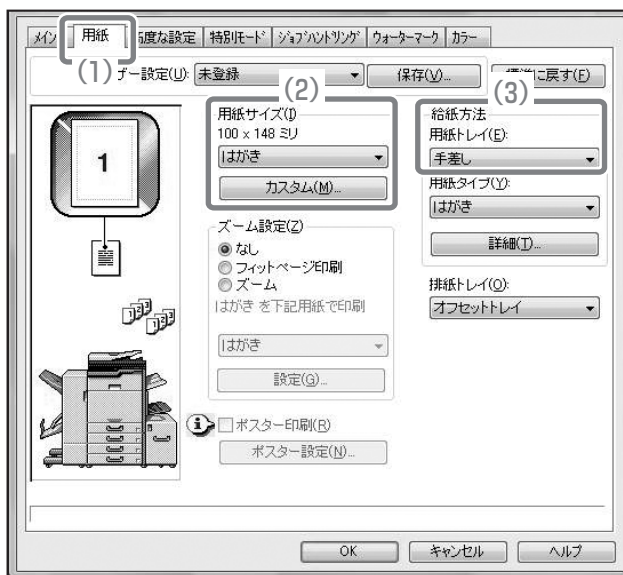 メイン 用紙 高度な設定 特別モード ジョブハンドリング ウォーターマーク カラー
(1)
ザー設定(U): 未登録 保存(V)... に戻す(F)
(2)
(3)
用紙サイズ(I)
100 x 148 ミリ
はがき
カスタム(M)...
給紙方法
用紙トレイ(E):
手差し
用紙タイプ(Y):
はがき
詳細(T)...
排紙トレイ(O):
オフセットトレイ
1
123
123
ズーム設定(Z)
なし
フィットページ印刷
ズーム
はがき を下記用紙で印刷
はがき
設定(G)...
ポスター印刷(R)
ポスター設定(N)...
OK キャンセル ヘルプ